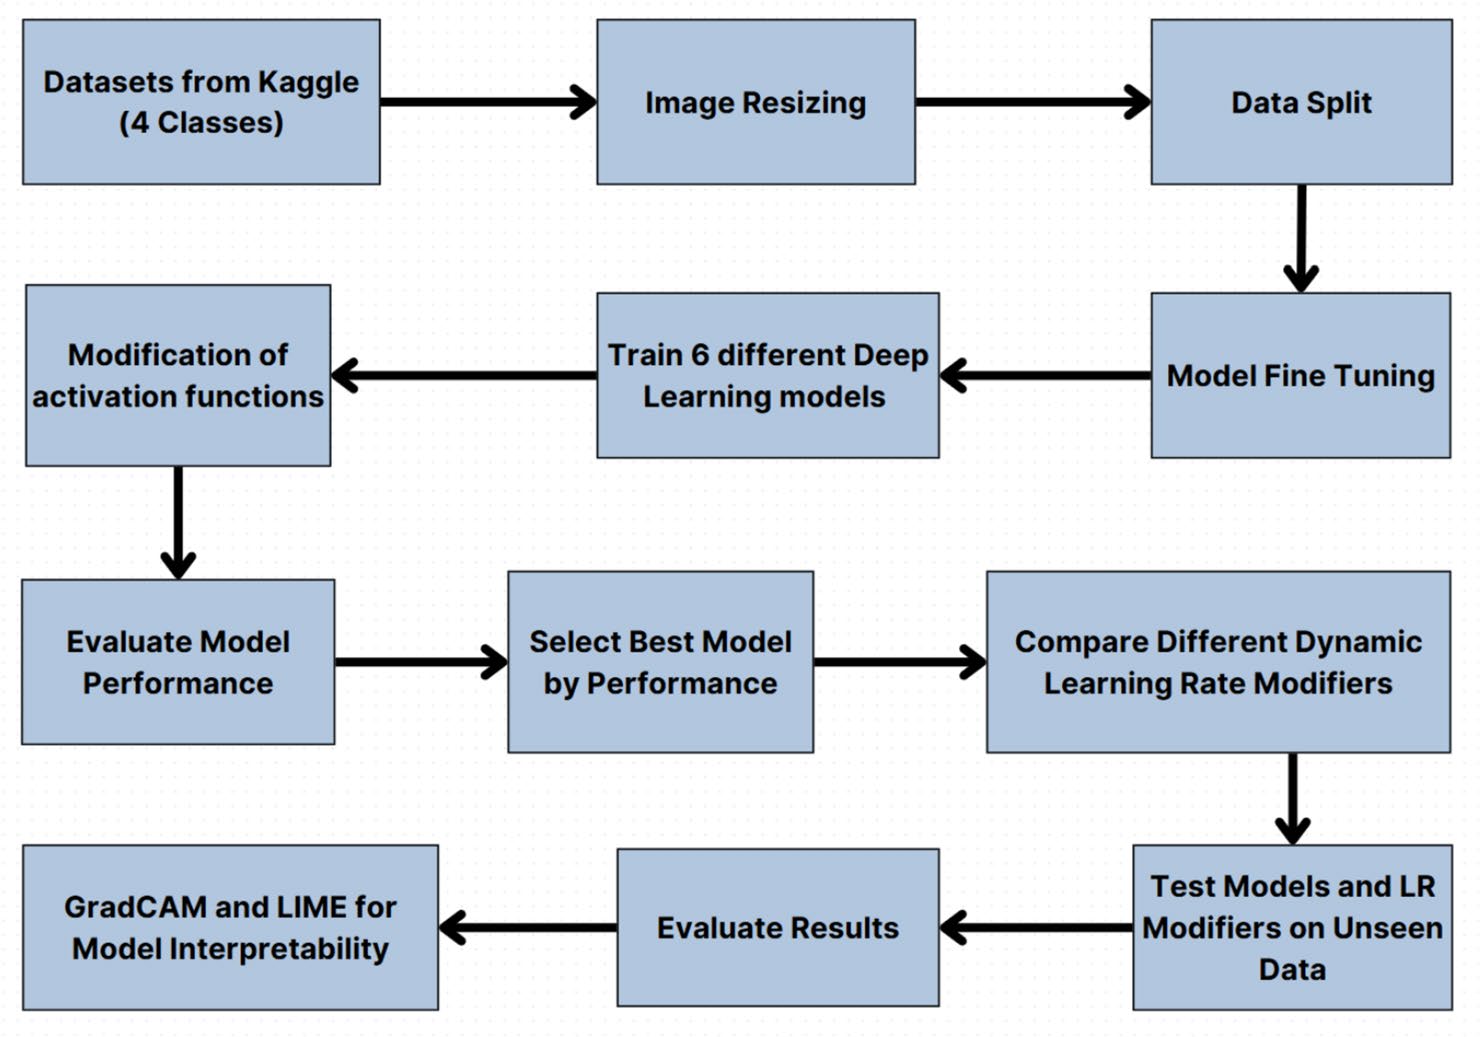 Datasets from Kaggle
(4 Classes)
Image Resizing
Data Split
Model Fine Tuning
Train 6 different Deep
Learning models
Modification of
activation functions
Evaluate Model
Performance
Select Best Model
by Performance
Compare Different Dynamic
Learning Rate Modifiers
Test Models and LR
Modifiers on Unseen
Data
Evaluate Results
GradCAM and LIME for
Model Interpretability